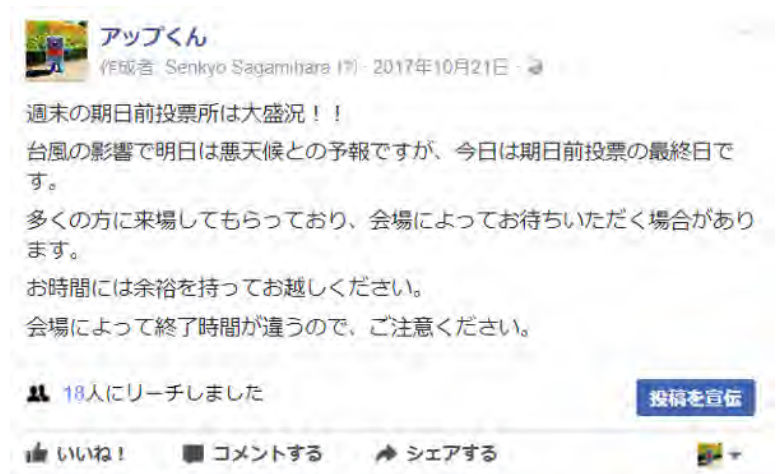 アップくん
作成者: Senkyo Sagamihara [?]・2017年10月21日・
週末の期日前投票所は大盛況！！
台風の影響で明日は悪天候との予報ですが、今日は期日前投票の最終日で
す。
多くの方に来場してもらっており、会場によってお待ちいただく場合があり
ます。
お時間には余裕を持ってお越しください。
会場によって終了時間が違うので、ご注意ください。
18人にリーチしました
投稿を宣伝
いいね！ コメントする シェアする